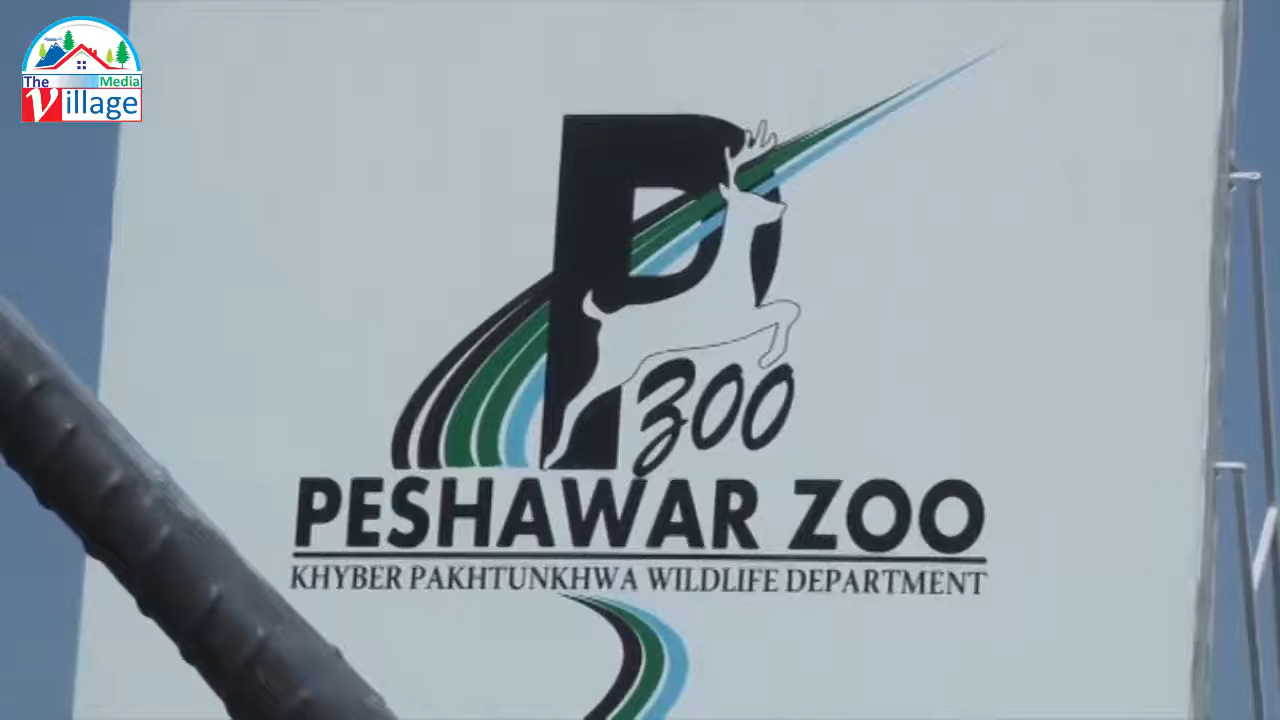 The Media
Village
P
zoo
PESHAWAR ZOO
KHYBER PAKHTUNKHWA WILDLIFE DEPARTMENT